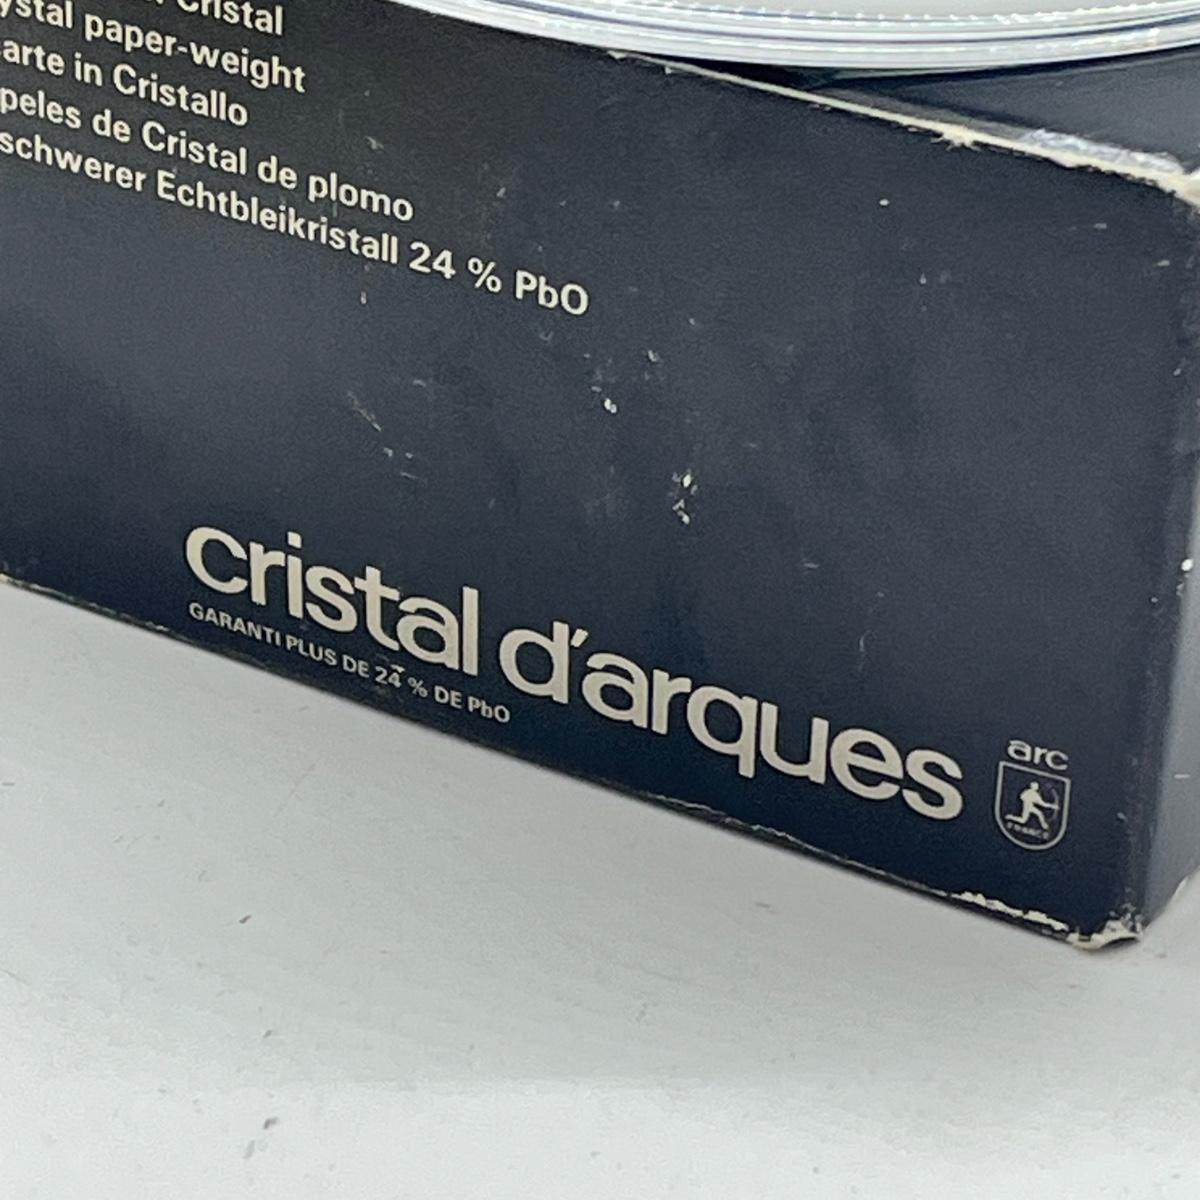 Cristal
ystal paper-weight
arte in Cristallo
peles de Cristal de plomo
schwerer Echtbleikristall 24 % PbO
cristal d'arques
GARANTI PLUS DE 24 % DE PbO
arc
FRANCE